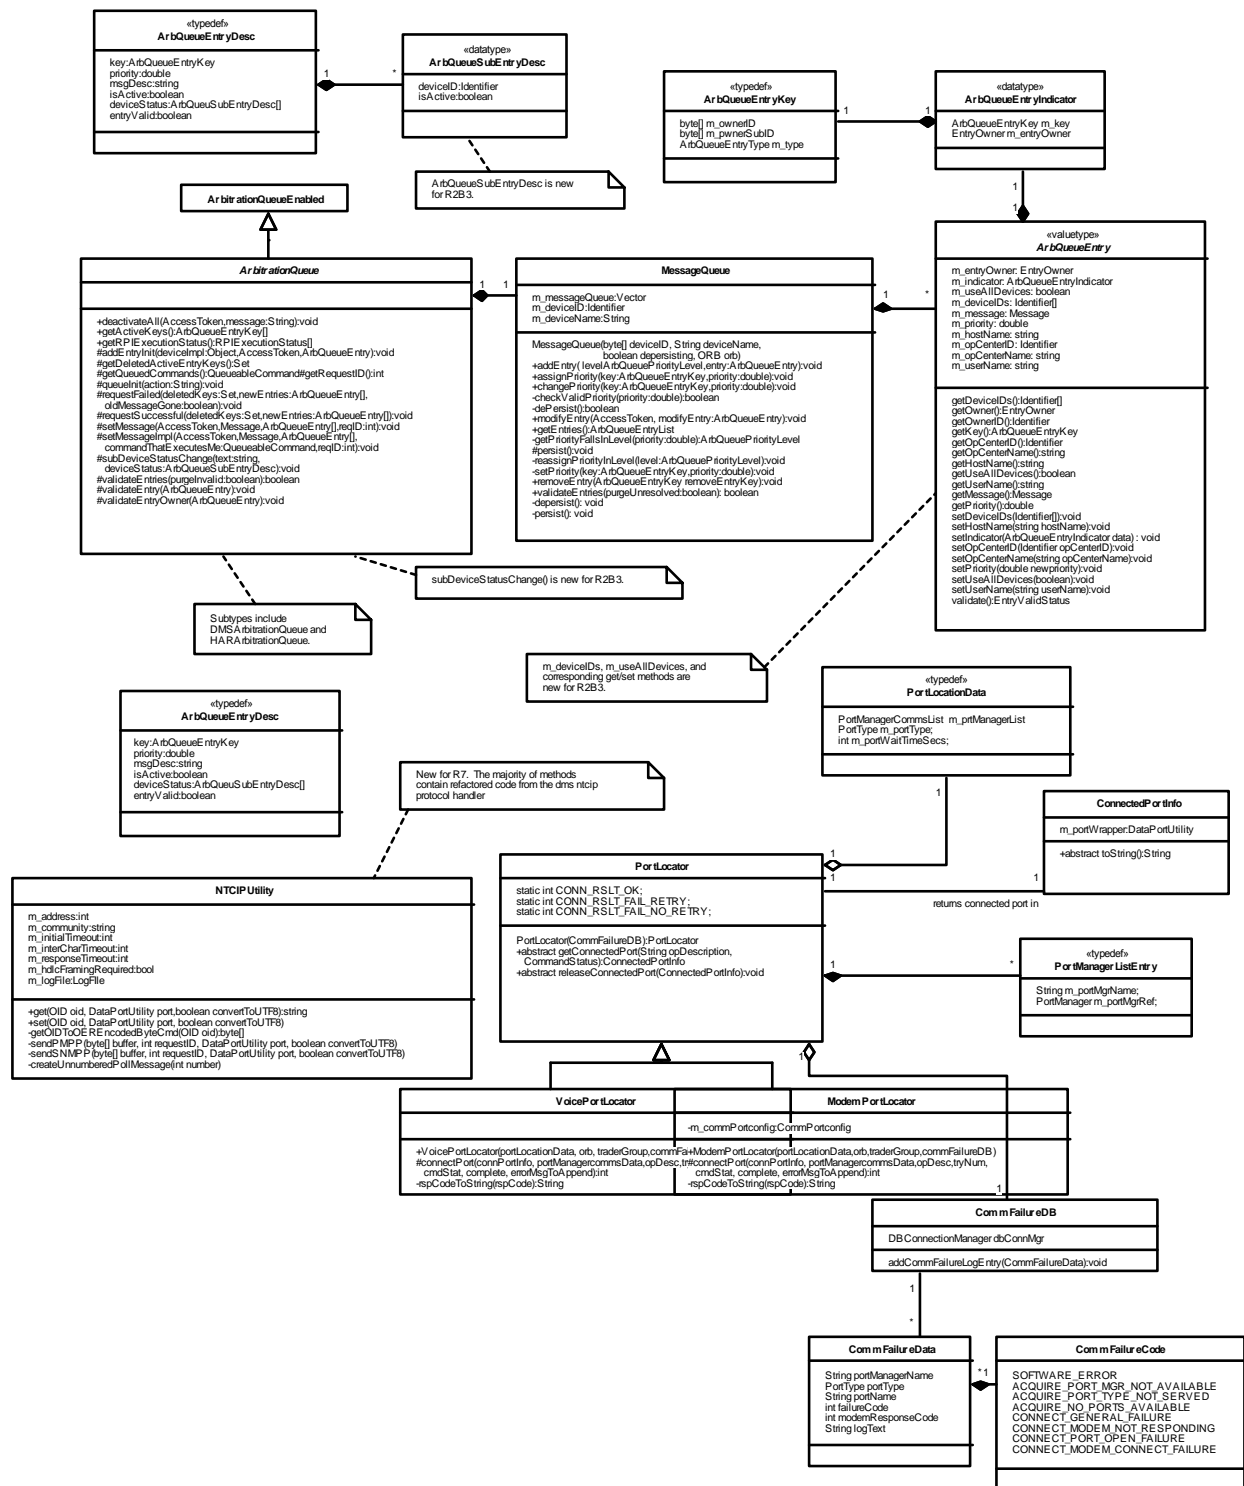 «typedef»
ArbQueueEntryDesc
key:ArbQueueEntryKey
priority:double
msgDesc:string
isActive:boolean
deviceStatus:ArbQueuSubEntryDesc[]
entryValid:boolean
1
*
«datatype»
ArbQueueSubEntryDesc
deviceID:Identifier
isActive:boolean
ArbQueueSubEntryDesc is new
for R2B3.
«typedef»
ArbQueueEntryKey
byte[] m_ownerID
byte[] m_pwnerSubID
ArbQueueEntryType m_type
1
1
«datatype»
ArbQueueEntryIndicator
ArbQueueEntryKey m_key
EntryOwner m_entryOwner
1
1
ArbitrationQueueEnabled
ArbitrationQueue
+deactivateAll(AccessToken,message:String):void
+getActiveKeys():ArbQueueEntryKey[]
+getRPIExecutionStatus():RPIExecutionStatus[]
#addEntryInit(deviceImpl:Object,AccessToken,ArbQueueEntry):void
#getDeletedActiveEntryKeys():Set
#getQueuedCommands():QueueableCommand#getRequestID():int
#queueInit(action:String):void
#requestFailed(deletedKeys:Set,newEntries:ArbQueueEntry[],
oldMessageGone:boolean):void
#requestSuccessful(deletedKeys:Set,newEntries:ArbQueueEntry[]):void
#setMessage(AccessToken,Message,ArbQueueEntry[],reqID:int):void
#setMessageImpl(AccessToken,Message,ArbQueueEntry[],
commandThatExecutesMe:QueueableCommand,reqID:int):void
#subDeviceStatusChange(text:string,
deviceStatus:ArbQueueSubEntryDesc):void
#validateEntries(purgeInvalid:boolean):boolean
#validateEntry(ArbQueueEntry):void
#validateEntryOwner(ArbQueueEntry):void
1
1
MessageQueue
m_messageQueue:Vector
m_deviceID:Identifier
m_deviceName:String
MessageQueue(byte[] deviceID, String deviceName,
boolean depersisting, ORB orb)
+addEntry( levelArbQueuePriorityLevel,entry:ArbQueueEntry):void
+assignPriority(key:ArbQueueEntryKey,priority:double):void
+changePriority(key:ArbQueueEntryKey,priority:double):void
-checkValidPriority(priority:double):boolean
-dePersist():boolean
+modifyEntry(AccessToken, modifyEntry:ArbQueueEntry):void
+getEntries():ArbQueueEntryList
-getPriorityFallsInLevel(priority:double):ArbQueuePriorityLevel
#persist():void
-reassignPriorityInLevel(level:ArbQueuePriorityLevel):void
-setPriority(key:ArbQueueEntryKey,priority:double):void
+removeEntry(ArbQueueEntryKey removeEntryKey):void
+validateEntries(purgeUnresolved:boolean): boolean
-depersist(): void
-persist(): void
1
*
«valuetype»
ArbQueueEntry
m_entryOwner: EntryOwner
m_indicator: ArbQueueEntryIndicator
m_useAllDevices: boolean
m_deviceIDs: Identifier[]
m_message: Message
m_priority: double
m_hostName: string
m_opCenterID: Identifier
m_opCenterName: string
m_userName: string
getDeviceIDs():Identifier[]
getOwner():EntryOwner
getOwnerID():Identifier
getKey():ArbQueueEntryKey
getOpCenterID():Identifier
getOpCenterName():string
getHostName():string
getUseAllDevices():boolean
getUserName():string
getMessage():Message
getPriority():double
setDeviceIDs(Identifier[]):void
setHostName(string hostName):void
setIndicator(ArbQueueEntryIndicator data) : void
setOpCenterID(Identifier opCenterID):void
setOpCenterName(string opCenterName):void
setPriority(double newpriority):void
setUseAllDevices(boolean):void
setUserName(string userName):void
validate():EntryValidStatus
subDeviceStatusChange() is new for R2B3.
Subtypes include
DMSArbitrationQueue and
HARArbitrationQueue.
m_deviceIDs, m_useAllDevices, and
corresponding get/set methods are
new for R2B3.
«typedef»
ArbQueueEntryDesc
key:ArbQueueEntryKey
priority:double
msgDesc:string
isActive:boolean
deviceStatus:ArbQueuSubEntryDesc[]
entryValid:boolean
«typedef»
PortLocationData
PortManagerCommsList  m_prtManagerList
PortType m_portType;
int m_portWaitTimeSecs;
New for R7.  The majority of methods
contain refactored code from the dms ntcip
protocol handler
1
ConnectedPortInfo
m_portWrapper:DataPortUtility
+abstract toString():String
NTCIPUtility
m_address:int
m_community:string
m_initialTimeout:int
m_interCharTimeout:int
m_responseTimeout:int
m_hdlcFramingRequired:bool
m_logFile:LogFIle
+get(OID oid, DataPortUtility port,boolean convertToUTF8):string
+set(OID oid, DataPortUtility port, boolean convertToUTF8)
-getOIDToOEREncodedByteCmd(OID oid):byte[]
-sendPMPP(byte[] buffer, int requestID, DataPortUtility port, boolean convertToUTF8)
-sendSNMPP(byte[] buffer, int requestID, DataPortUtility port, boolean convertToUTF8)
-createUnnumberedPollMessage(int number)
PortLocator
static int CONN_RSLT_OK;
static int CONN_RSLT_FAIL_RETRY;
static int CONN_RSLT_FAIL_NO_RETRY;
PortLocator(CommFailureDB):PortLocator
+abstract getConnectedPort(String opDescription,
CommandStatus):ConnectedPortInfo
+abstract releaseConnectedPort(ConnectedPortInfo):void
1
1
1
returns connected port in
1
*
«typedef»
PortManagerListEntry
String m_portMgrName;
PortManager m_portMgrRef;
1
VoicePortLocator
+VoicePortLocator(portLocationData, orb, traderGroup,commFa
#connectPort(connPortInfo, portManagercommsData,opDesc,tr
cmdStat, complete, errorMsgToAppend):int
-rspCodeToString(rspCode):String
ModemPortLocator
-m_commPortconfig:CommPortconfig
+ModemPortLocator(portLocationData,orb,traderGroup,commFailureDB)
#connectPort(connPortInfo, portManagercommsData,opDesc,tryNum,
cmdStat, complete, errorMsgToAppend):int
-rspCodeToString(rspCode):String
1
CommFailureDB
DBConnectionManager dbConnMgr
addCommFailureLogEntry(CommFailureData):void
1
*
CommFailureData
String portManagerName
PortType portType
String portName
int failureCode
int modemResponseCode
String logText
*
1
CommFailureCode
SOFTWARE_ERROR
ACQUIRE_PORT_MGR_NOT_AVAILABLE
ACQUIRE_PORT_TYPE_NOT_SERVED
ACQUIRE_NO_PORTS_AVAILABLE
CONNECT_GENERAL_FAILURE
CONNECT_MODEM_NOT_RESPONDING
CONNECT_PORT_OPEN_FAILURE
CONNECT_MODEM_CONNECT_FAILURE